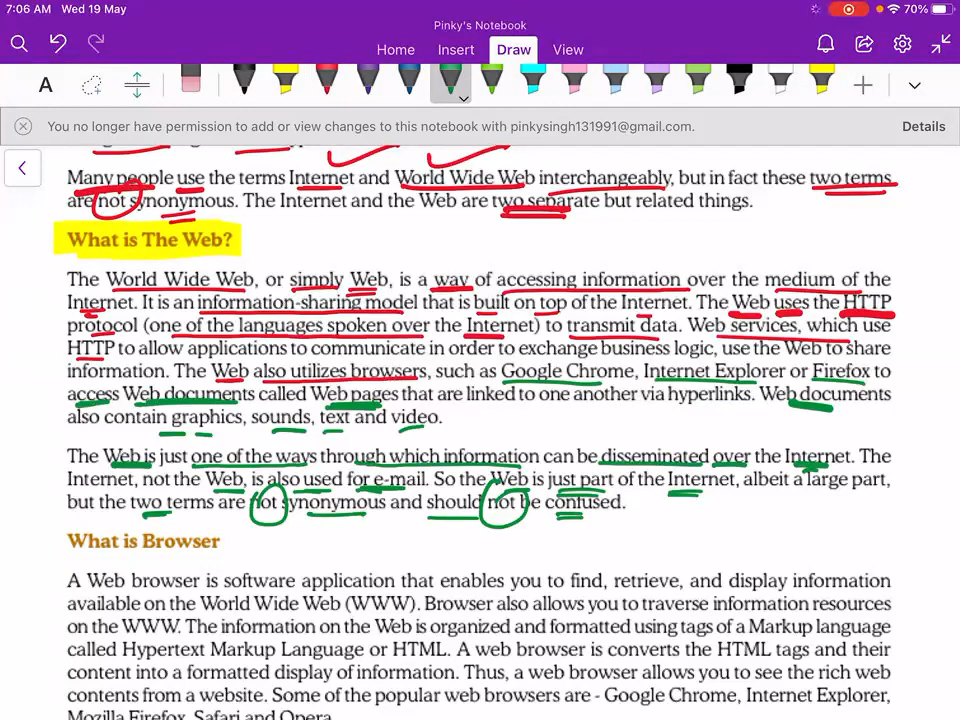 7:06 AM Wed 19 May
70%
Pinky's Notebook
Home Insert Draw View
A
You no longer have permission to add or view changes to this notebook with pinkysingh131991@gmail.com. Details
Many people use the terms Internet and World Wide Web interchangeably, but in fact these two terms
are not synonymous. The Internet and the Web are two separate but related things.
What is The Web?
The World Wide Web, or simply Web, is a way of accessing information over the medium of the
Internet. It is an information-sharing model that is built on top of the Internet. The Web uses the HTTP
protocol (one of the languages spoken over the Internet) to transmit data. Web services, which use
HTTP to allow applications to communicate in order to exchange business logic, use the Web to share
information. The Web also utilizes browsers, such as Google Chrome, Internet Explorer or Firefox to
access Web documents called Web pages that are linked to one another via hyperlinks. Web documents
also contain graphics, sounds, text and video.
The Web is just one of the ways through which information can be disseminated over the Internet. The
Internet, not the Web, is also used for e-mail. So the Web is just part of the Internet, albeit a large part,
but the two terms are not synonymous and should not be confused.
What is Browser
A Web browser is software application that enables you to find, retrieve, and display information
available on the World Wide Web (WWW). Browser also allows you to traverse information resources
on the WWW. The information on the Web is organized and formatted using tags of a Markup language
called Hypertext Markup Language or HTML. A web browser is converts the HTML tags and their
content into a formatted display of information. Thus, a web browser allows you to see the rich web
contents from a website. Some of the popular web browsers are - Google Chrome, Internet Explorer,
Mozilla Firefox, Safari and Opera